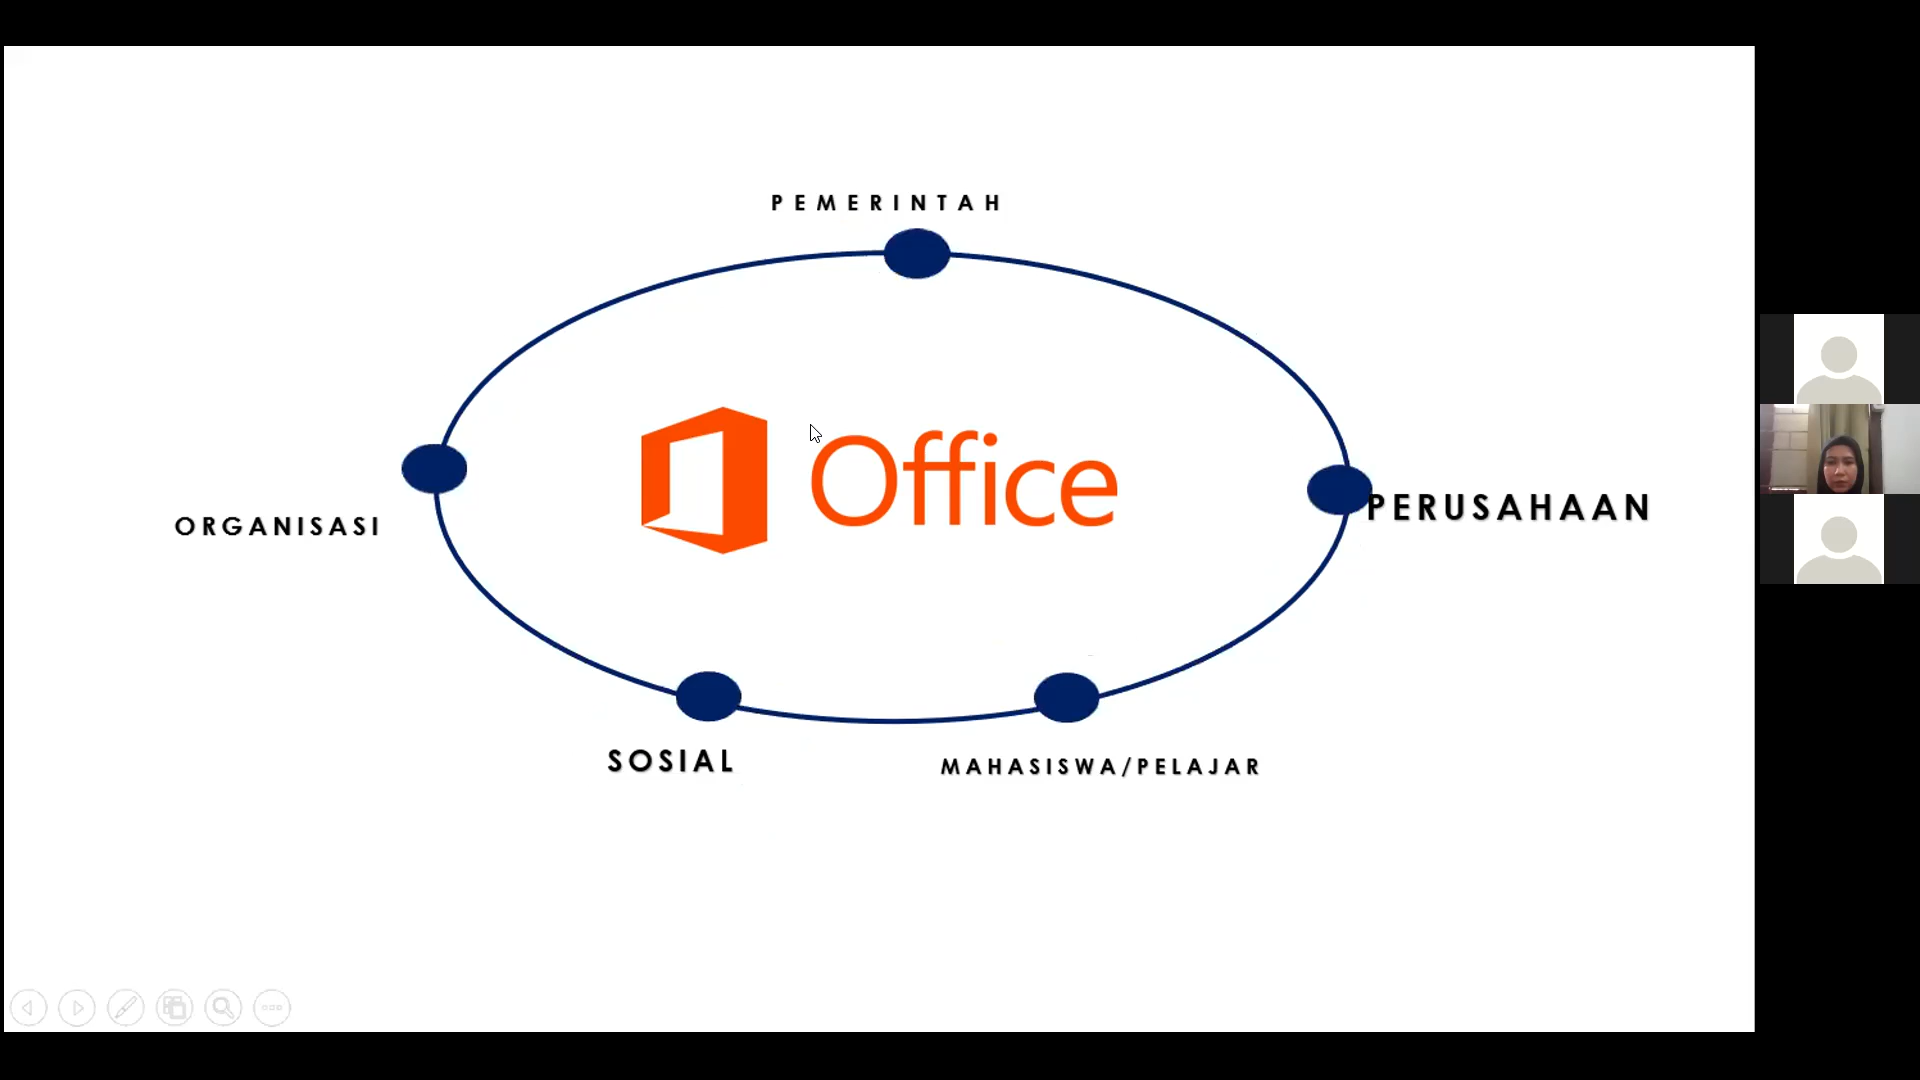 PEMERINTAH
Office
PERUSAHAAN
ORGANISASI
SOSIAL
MAHASISWA/PELAJAR